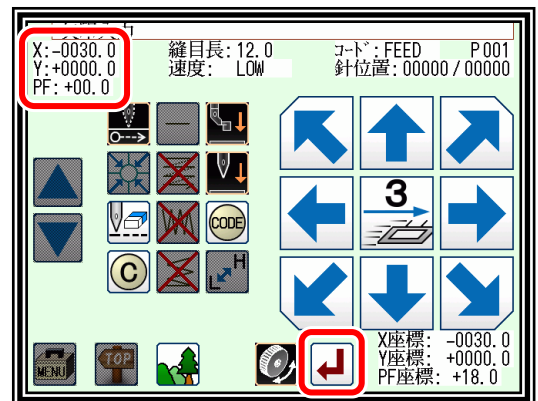 X:-0030.0 縫目長:12.0 コード:FEED P001
Y:+0000.0 速度: LOW 針位置:00000/00000
PF:+00.0
3
CODE
C
H
L
X座標: -0030.0
Y座標: +0000.0
PF座標: +18.0
MENU
TOP